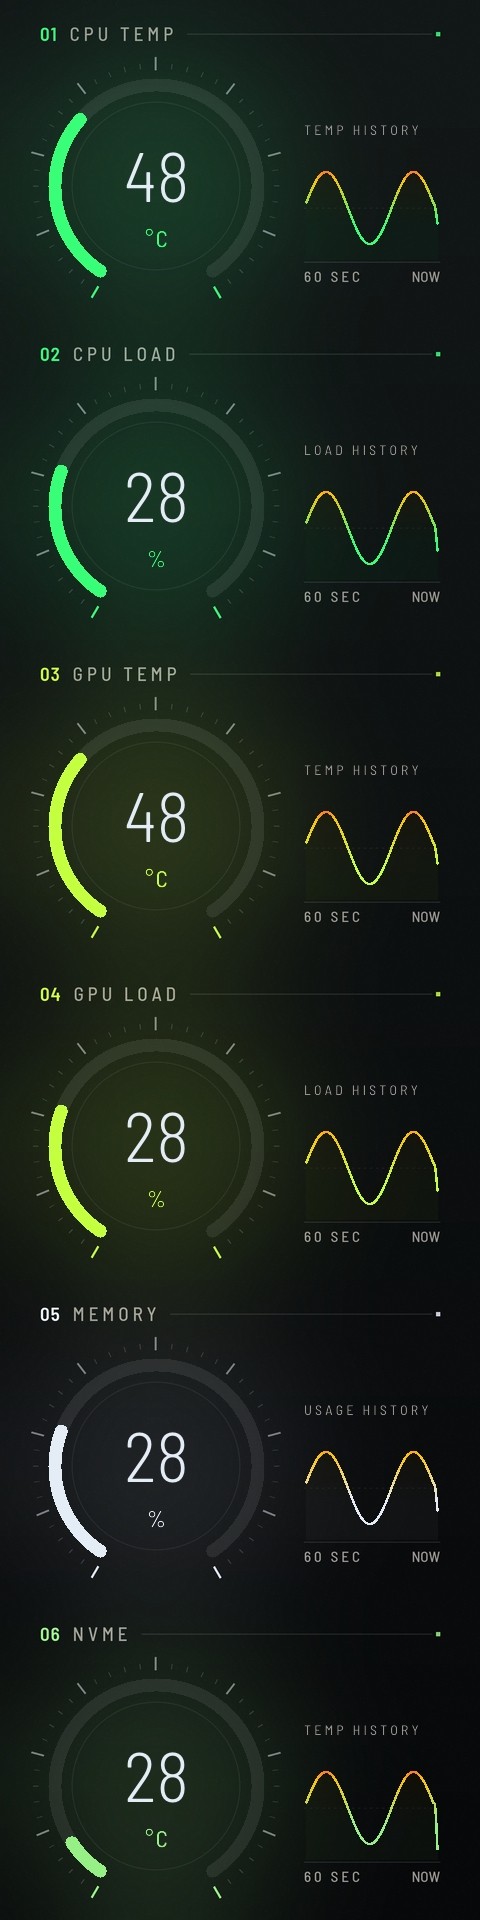 01 CPU TEMP
TEMP HISTORY
48
°C
60 SEC NOW
02 CPU LOAD
LOAD HISTORY
28
%
60 SEC NOW
03 GPU TEMP
TEMP HISTORY
48
°C
60 SEC NOW
04 GPU LOAD
LOAD HISTORY
28
%
60 SEC NOW
05 MEMORY
USAGE HISTORY
28
%
60 SEC NOW
06 NVME
TEMP HISTORY
28
°C
60 SEC NOW